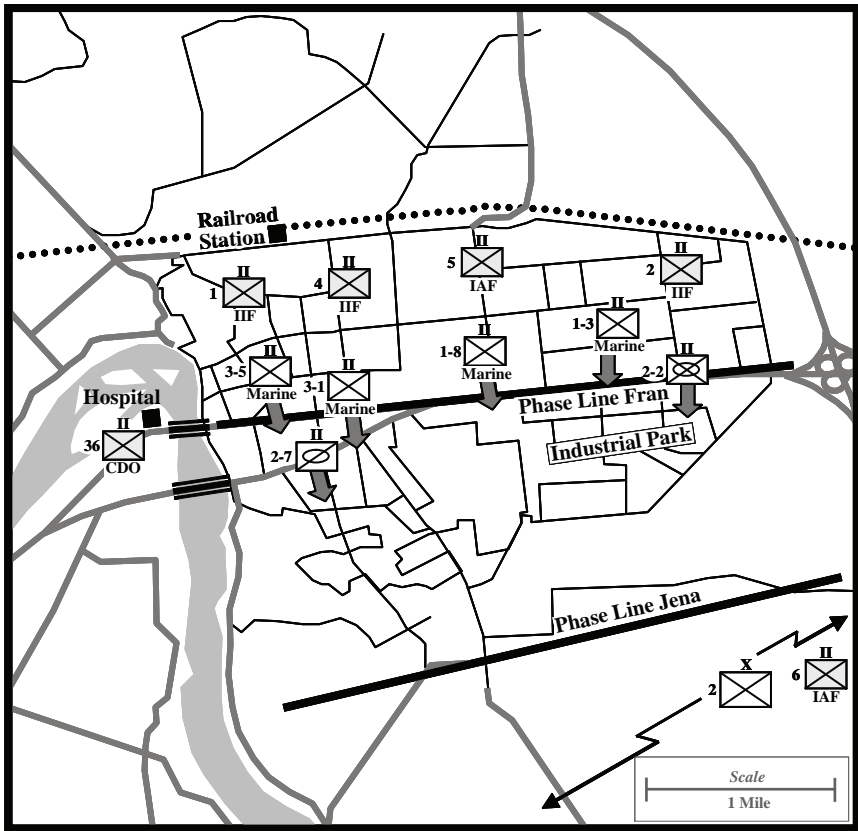 Railroad
Station
II
5
IAF
II
2
IIF
II
4
IIF
II
1
IIF
II
1-3
Marine
II
1-8
Marine
II
3-5
Marine
II
3-1
Marine
II
2-2
Phase Line Fran
Hospital
II
36
CDO
II
2-7
Industrial Park
Phase Line Jena
X
2
II
6
IAF
Scale
1 Mile